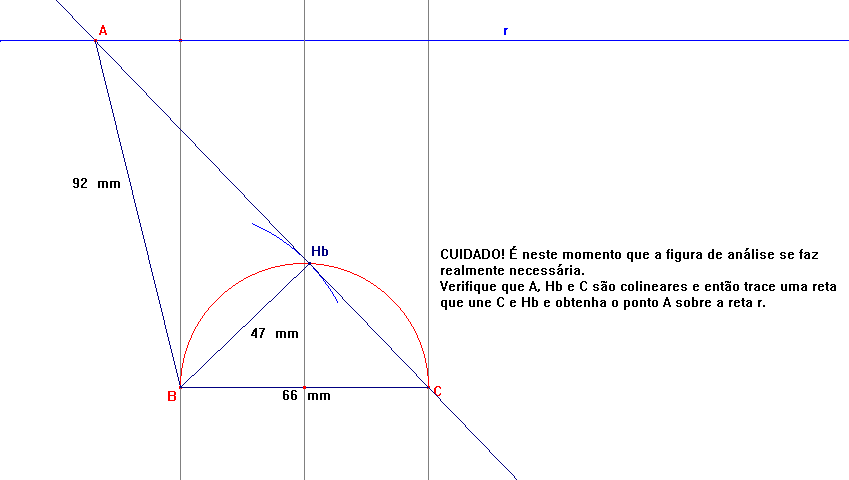 A
r
92 mm
Hb
CUIDADO! É neste momento que a figura de análise se faz
realmente necessária.
Verifique que A, Hb e C são colineares e então trace uma reta
que une C e Hb e obtenha o ponto A sobre a reta r.
47 mm
B
66 mm
C